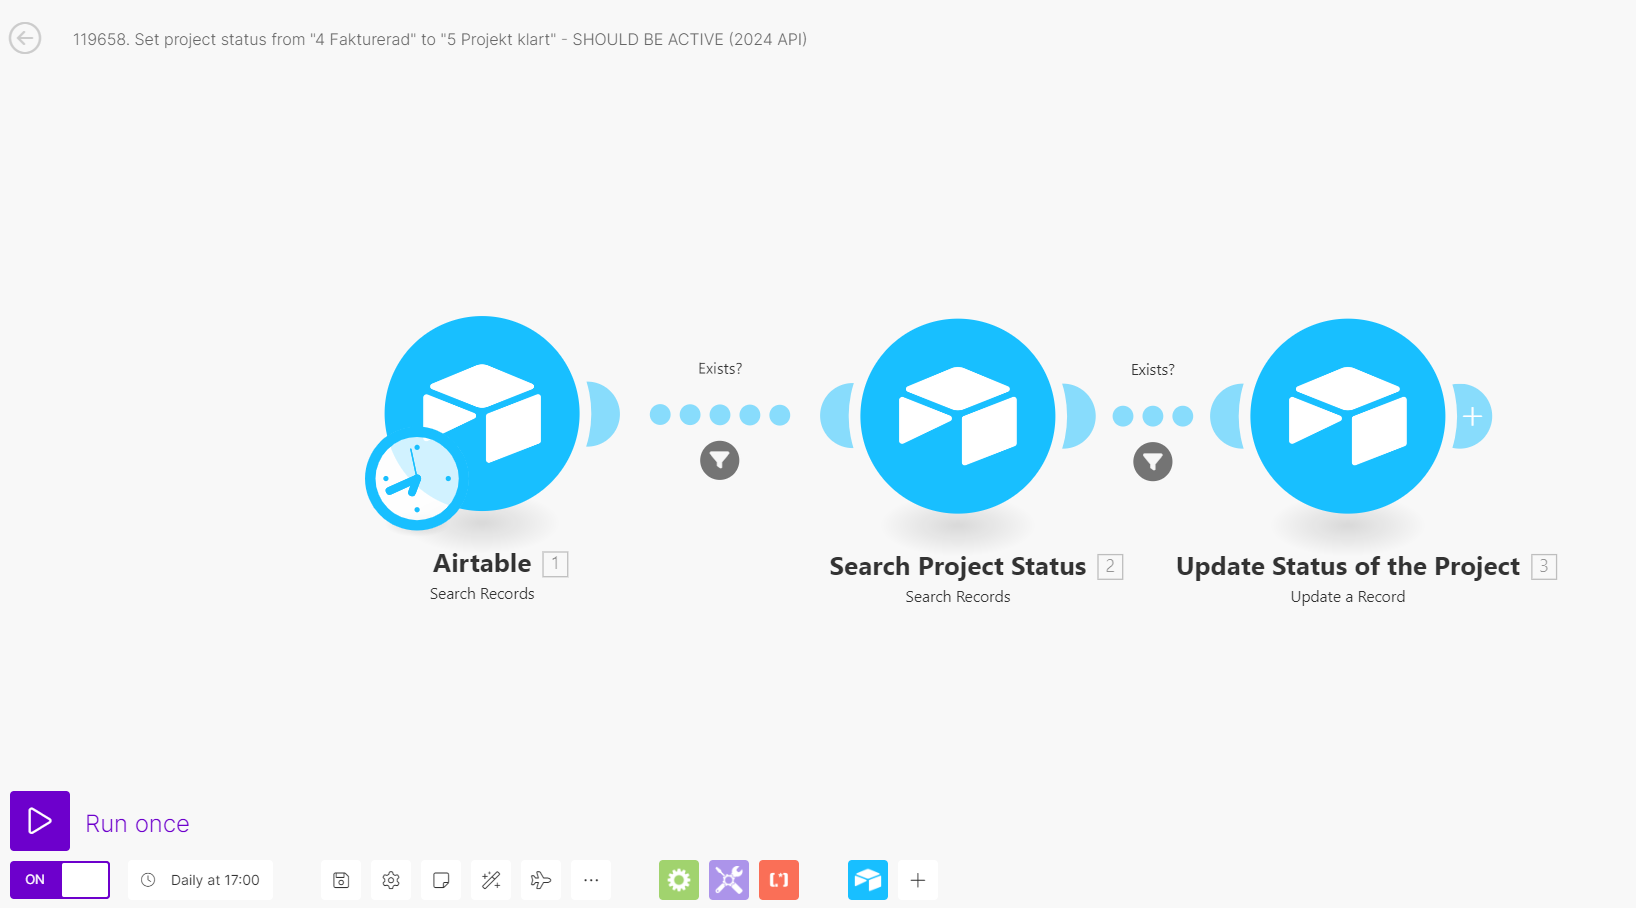 119658. Set project status from "4 Fakturerad" to "5 Projekt klart" - SHOULD BE ACTIVE (2024 API)
Exists?
Exists?
Airtable 1
Search Records
Search Project Status 2
Search Records
Update Status of the Project 3
Update a Record
Run once
ON
Daily at 17:00